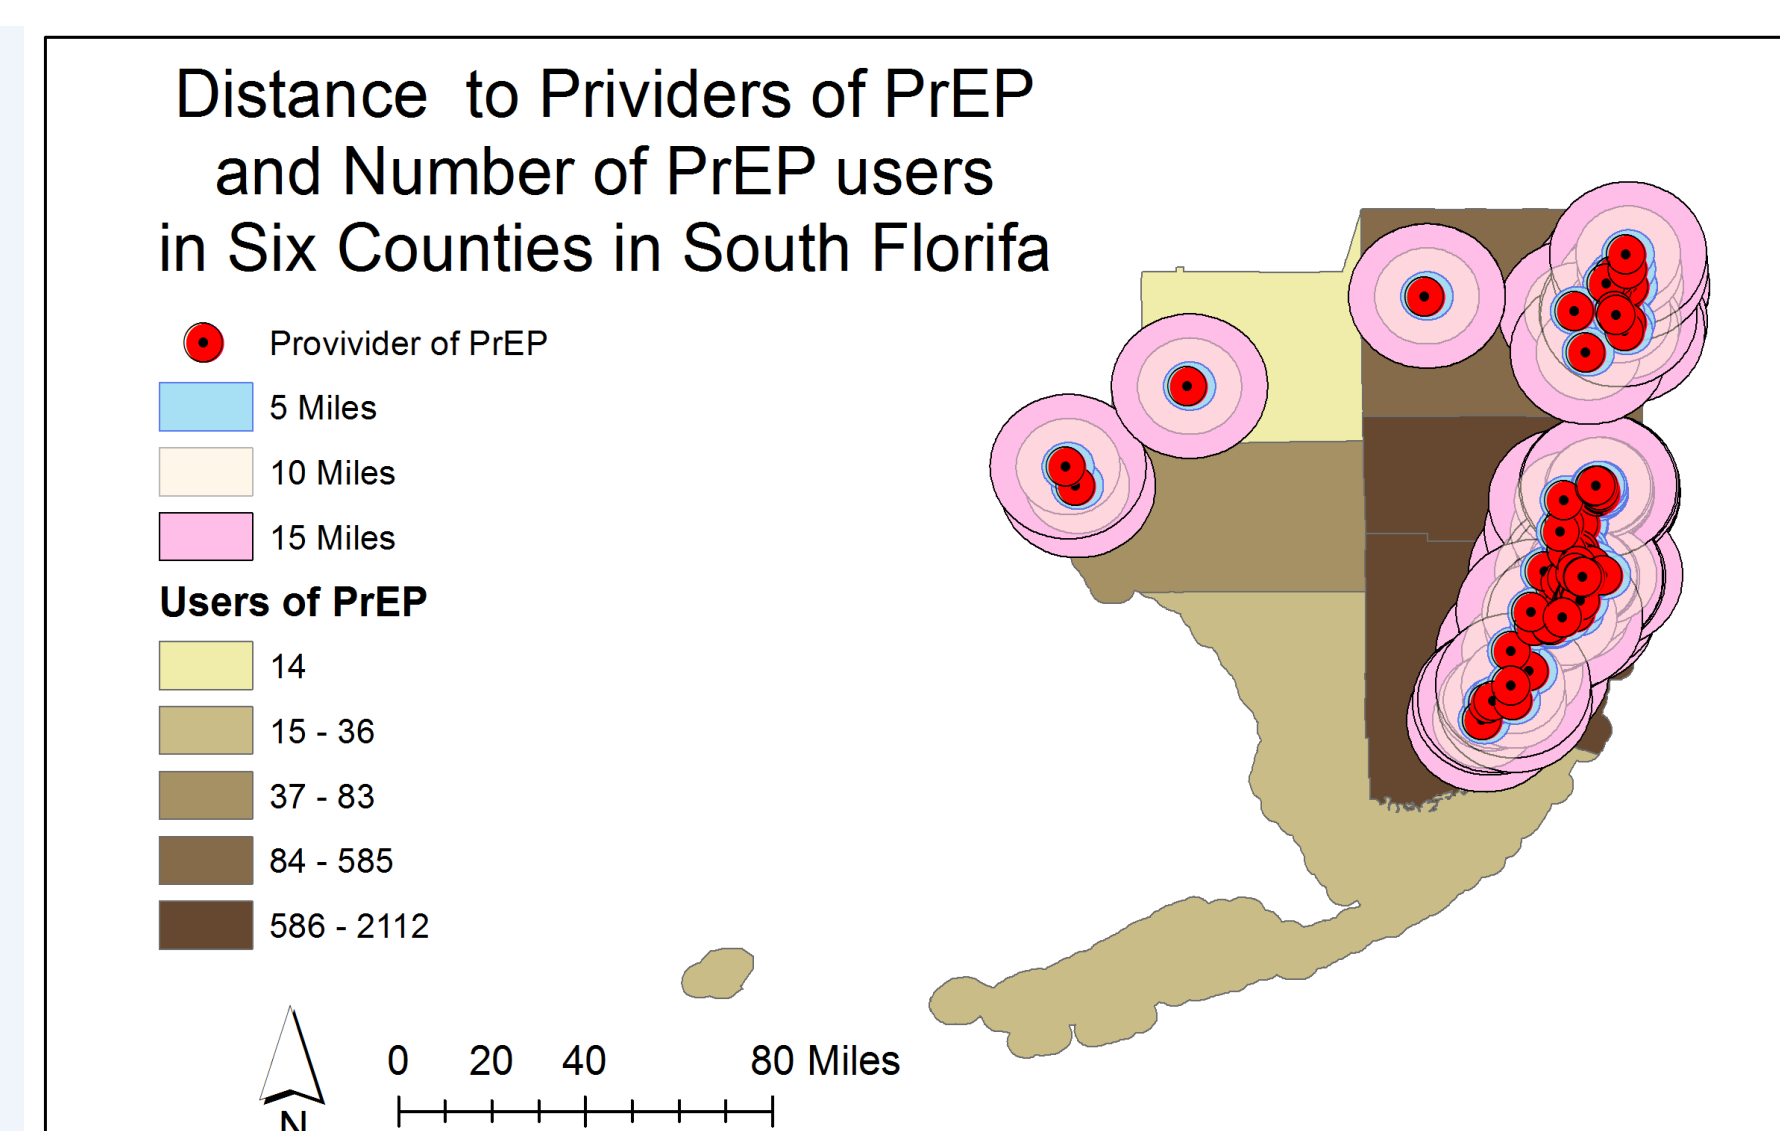 Distance  to Prividers of PrEP
and Number of PrEP users
in Six Counties in South Florifa
Provivider of PrEP
5 Miles
10 Miles
15 Miles
Users of PrEP
14
15 - 36
37 - 83
84 - 585
586 - 2112
N
0 20 40 80 Miles